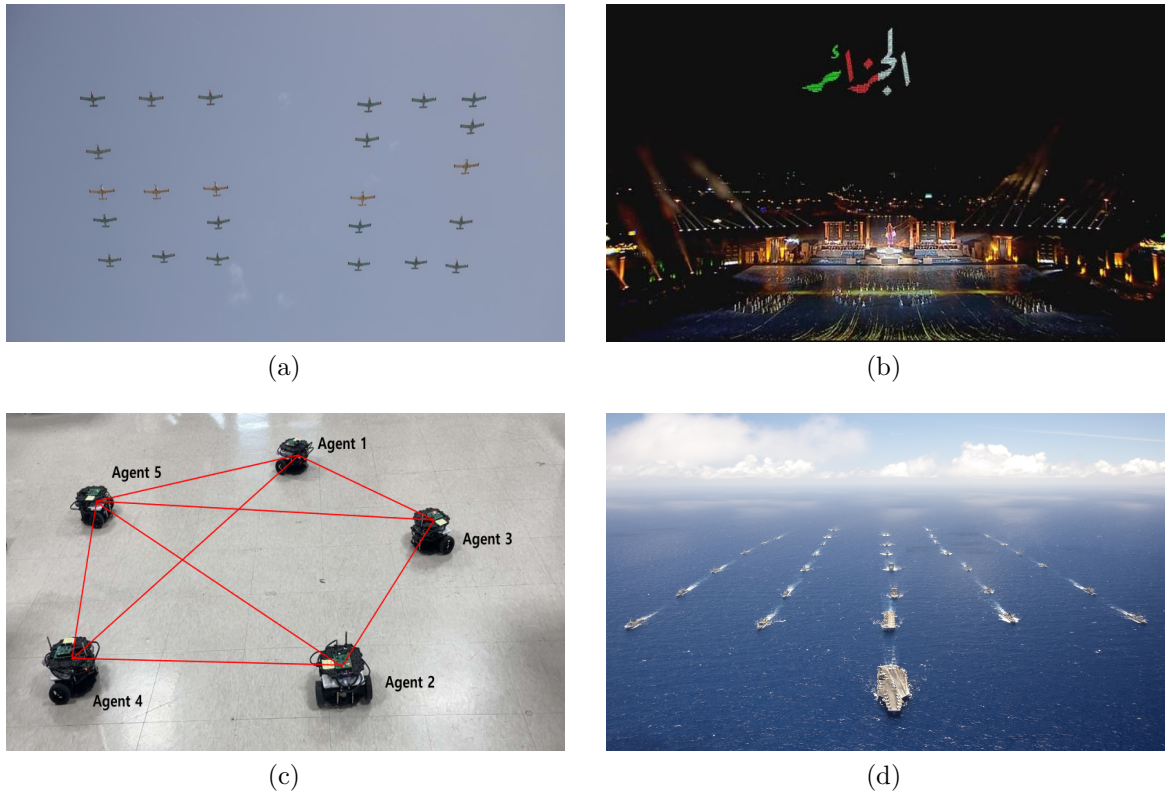 الجزائر
(a)
(b)
Agent 1
Agent 5
Agent 3
Agent 2
Agent 4
(c)
(d)